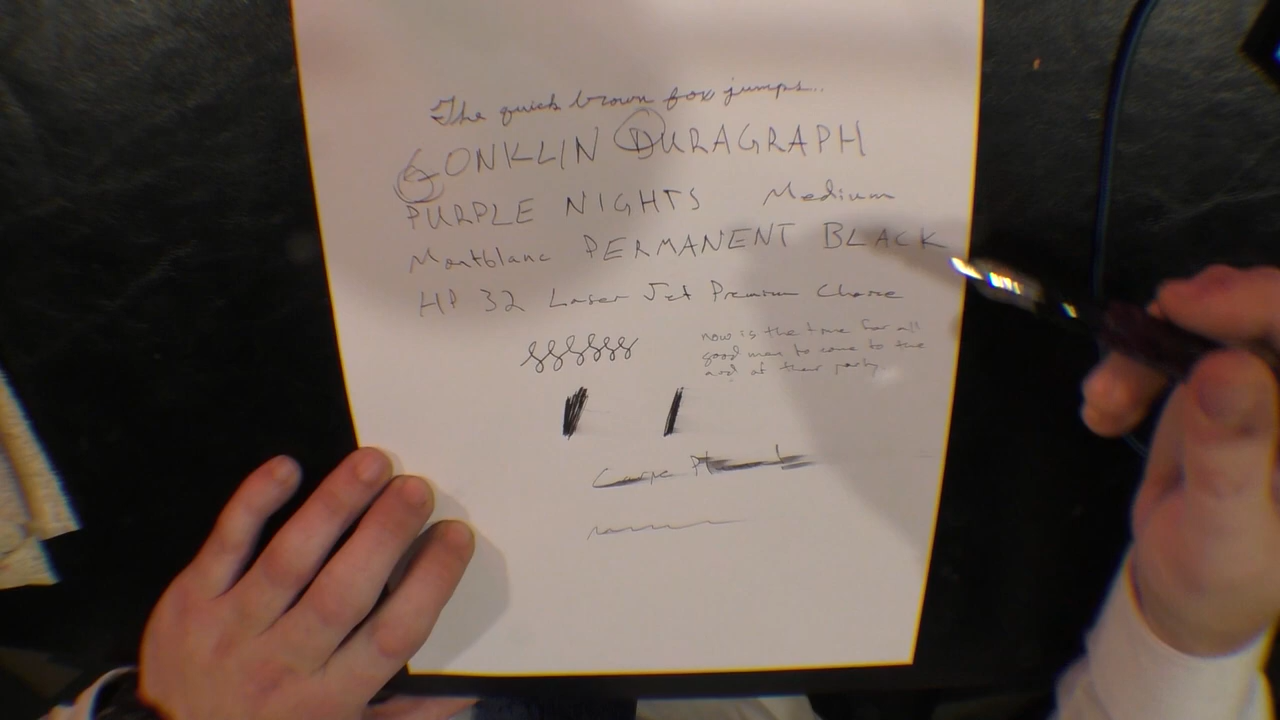 The quick brown fox jumps..
CONKLIN DURAGRAPH
PURPLE NIGHTS Medium
Montblanc PERMANENT BLACK
HP 32 Laser Jet Premium Choice
now is the time for all
good men to come to the
aid of their party.
Carpe